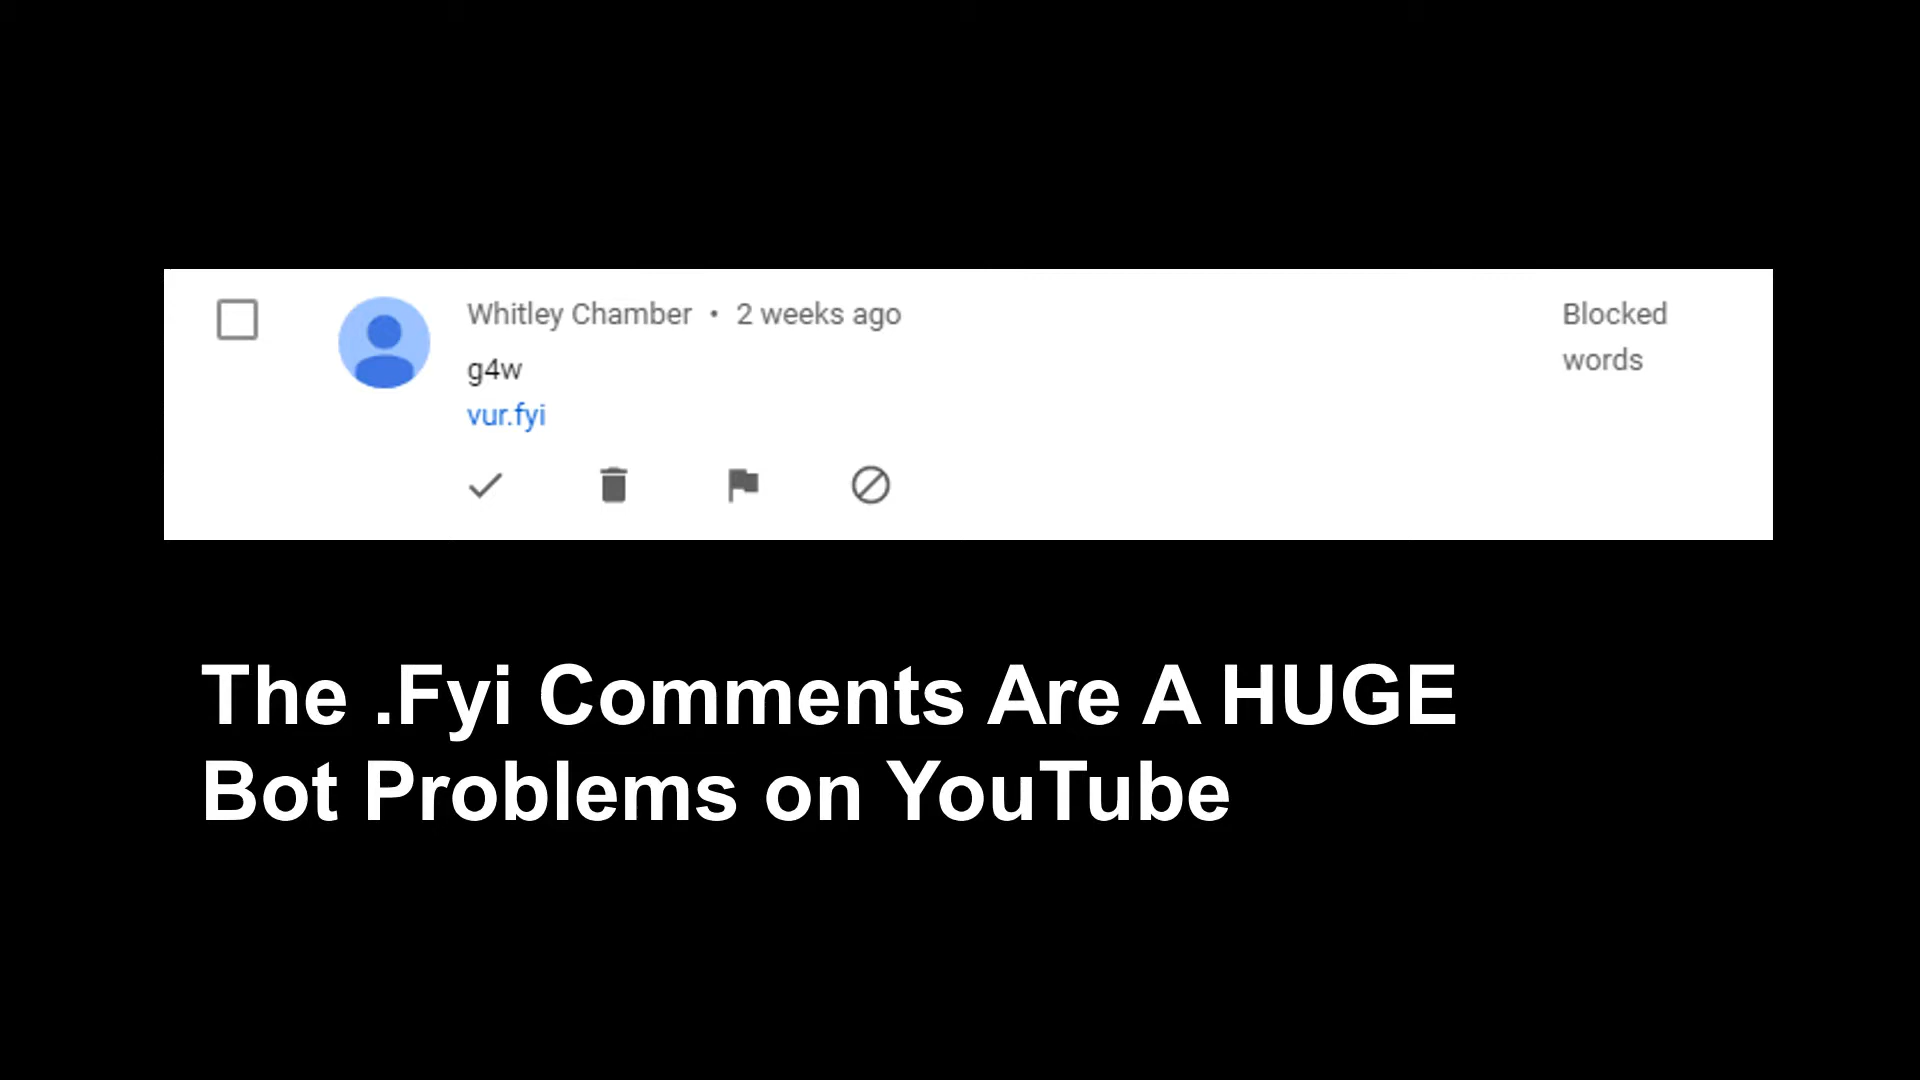 Whitley Chamber • 2 weeks ago
Blocked
words
g4w
vur.fyi
The .Fyi Comments Are A HUGE
Bot Problems on YouTube